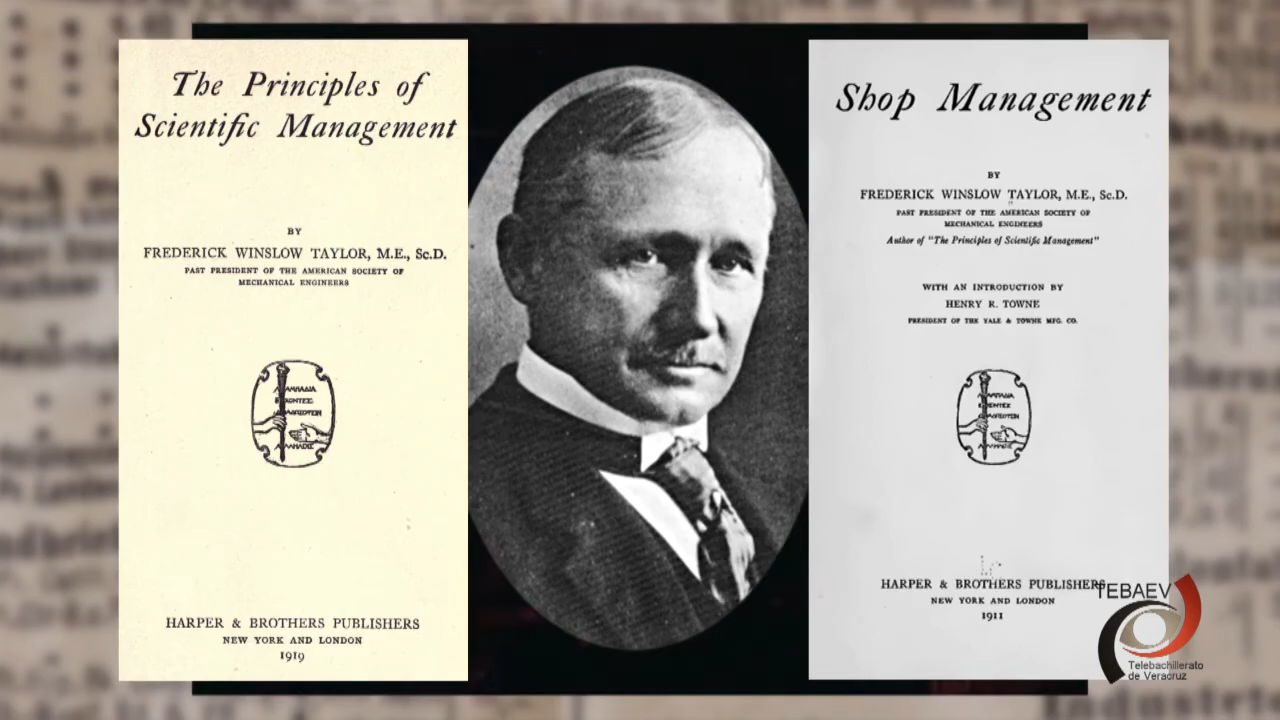 The Principles of
Scientific Management
BY
FREDERICK WINSLOW TAYLOR, M.E., Sc.D.
PAST PRESIDENT OF THE AMERICAN SOCIETY OF
MECHANICAL ENGINEERS
HARPER & BROTHERS PUBLISHERS
NEW YORK AND LONDON
1919
Shop Management
BY
FREDERICK WINSLOW TAYLOR, M.E., Sc.D.
PAST PRESIDENT OF THE AMERICAN SOCIETY OF
MECHANICAL ENGINEERS
Author of "The Principles of Scientific Management"
WITH AN INTRODUCTION BY
HENRY R. TOWNE
PRESIDENT OF THE YALE & TOWNE MFG. CO.
HARPER & BROTHERS PUBLISHERS
NEW YORK AND LONDON
1911
TEBAEV
Telebachillerato
de Veracruz